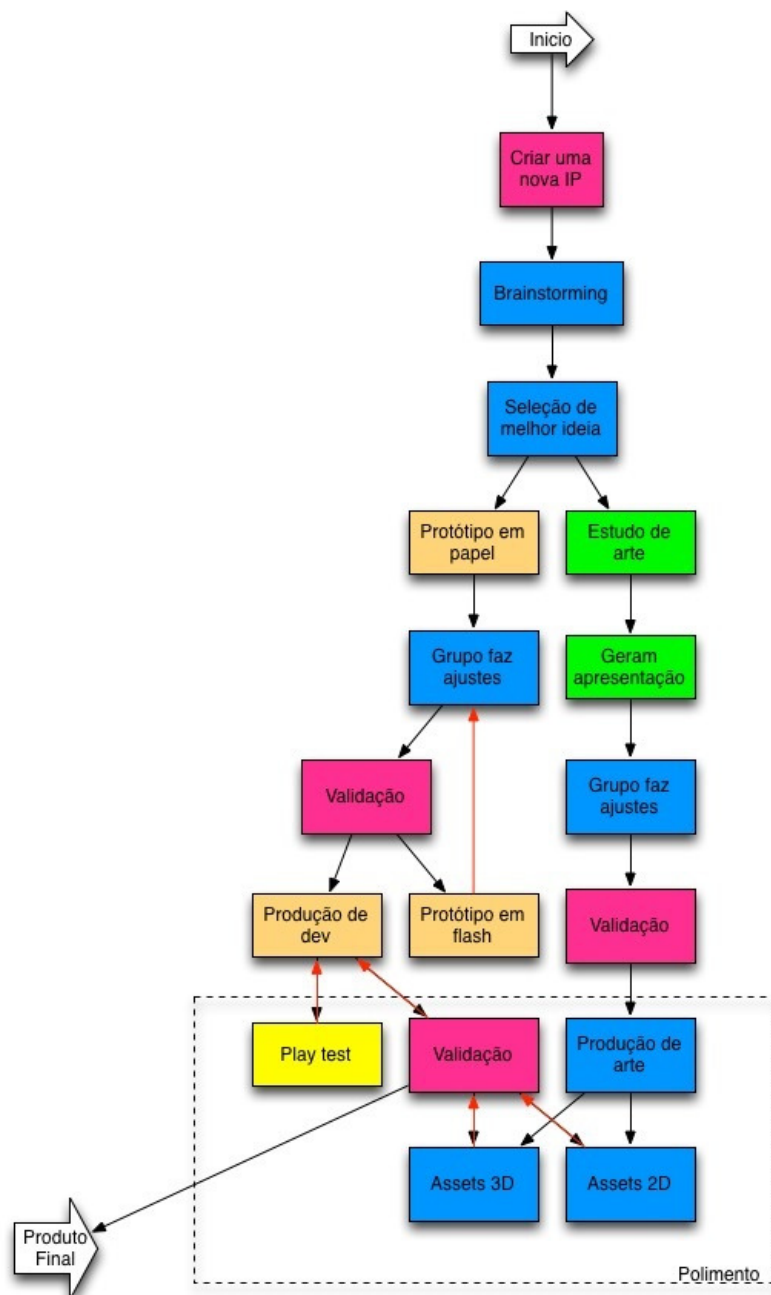 Inicio
Criar uma
nova IP
Brainstorming
Seleção de
melhor ideia
Protótipo em
papel
Estudo de
arte
Grupo faz
ajustes
Geram
apresentação
Validação
Grupo faz
ajustes
Produção de
dev
Protótipo em
flash
Validação
Play test
Validação
Produção de
arte
Assets 3D
Assets 2D
Produto
Final
Polimento